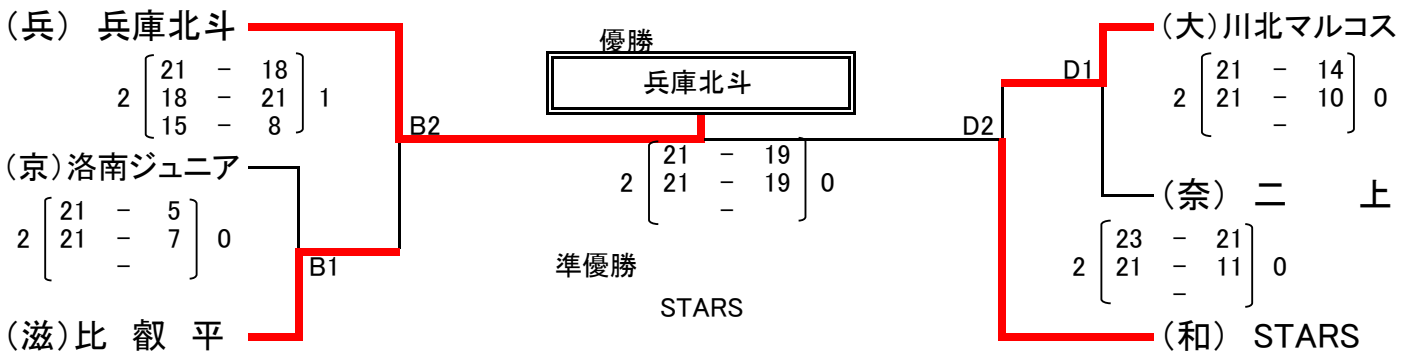 (兵) 兵庫北斗
優勝
(大)川北マルコス
兵庫北斗
D1
21 － 18
2 18 － 21 1
15 － 8
21 － 14
2 21 － 10 0
－
B2
D2
(京)洛南ジュニア
21 － 19
2 21 － 19 0
－
(奈) 二 上
21 － 5
2 21 － 7 0
－
B1
準優勝
23 － 21
2 21 － 11 0
－
STARS
(滋)比 叡 平
(和) STARS